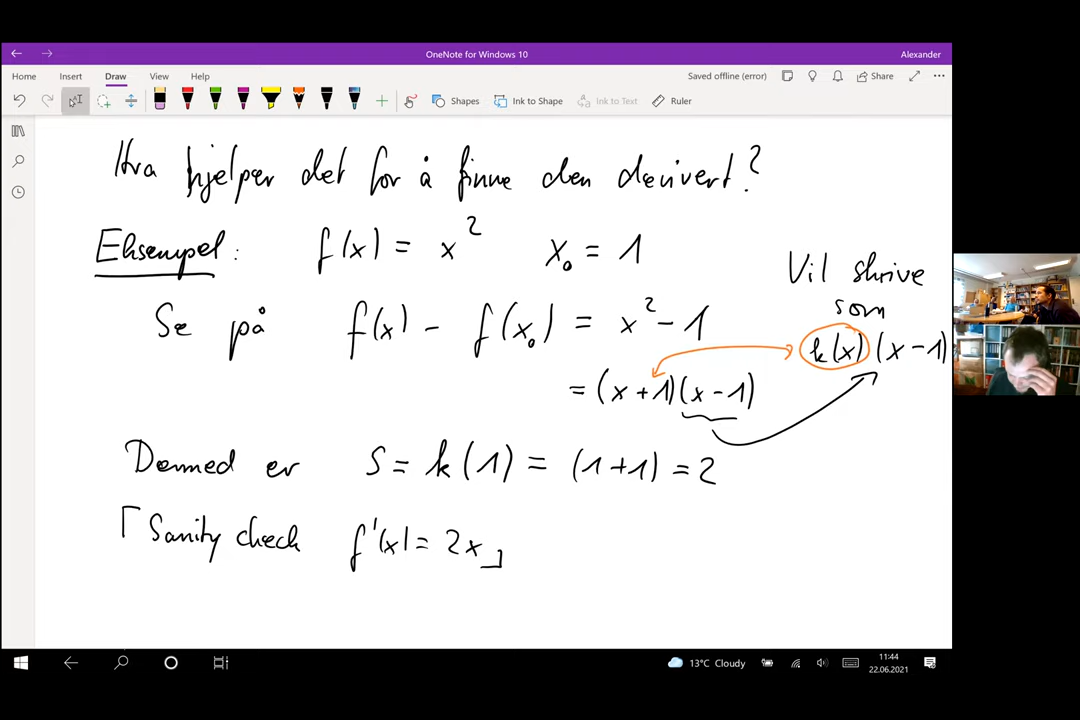 OneNote for Windows 10
Alexander
Home Insert Draw View Help
Saved offline (error) Share
Shapes Ink to Shape Ink to Text Ruler
Hva hjelper det for å finne den derivert?
Eksempel: f(x) = x² x₀ = 1
Vil skrive
som
Se på f(x) - f(x₀) = x² - 1
k(x) (x - 1)
= (x + 1)(x - 1)
Dermed er S = k(1) = (1+1) = 2
⌈Sanity check f'(x) = 2x⌋
13°C Cloudy
11:44
22.06.2021